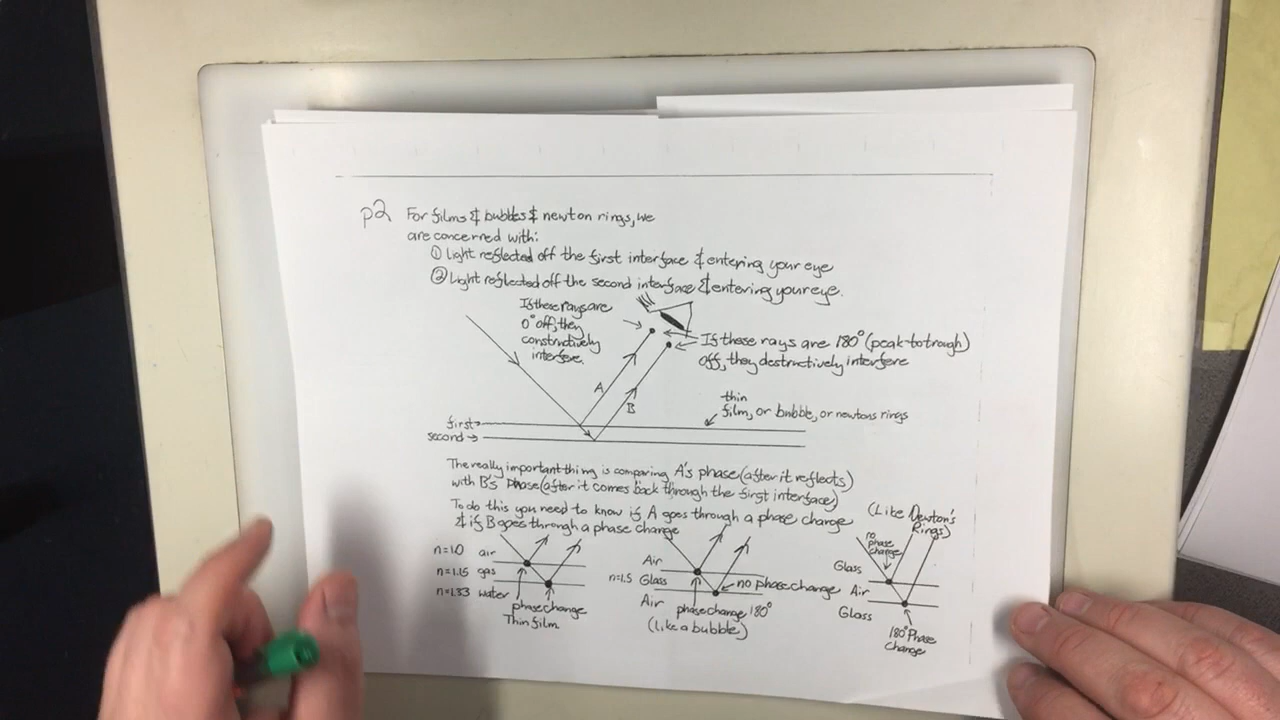 p2 For films & bubbles & newton rings, we
are concerned with:
① Light reflected off the first interface & entering your eye
② Light reflected off the second interface & entering your eye.
If these rays are
0° off, they
constructively
interfere.
If these rays are 180° (peak to trough)
off, they destructively interfere
A
B
thin
film, or bubble, or newtons rings
first
second
The really important thing is comparing A's phase (after it reflects)
with B's phase (after it comes back through the first interface)
To do this you need to know if A goes through a phase change
& if B goes through a phase change
n=1.0 air
n=1.15 gas
n=1.33 water
phase change
Thin film
Air
n=1.5 Glass
Air
no phase change
phase change 180°
(Like a bubble)
(Like Newton's
Rings)
no
phase
change
Glass
Air
Glass
180° Phase
Change